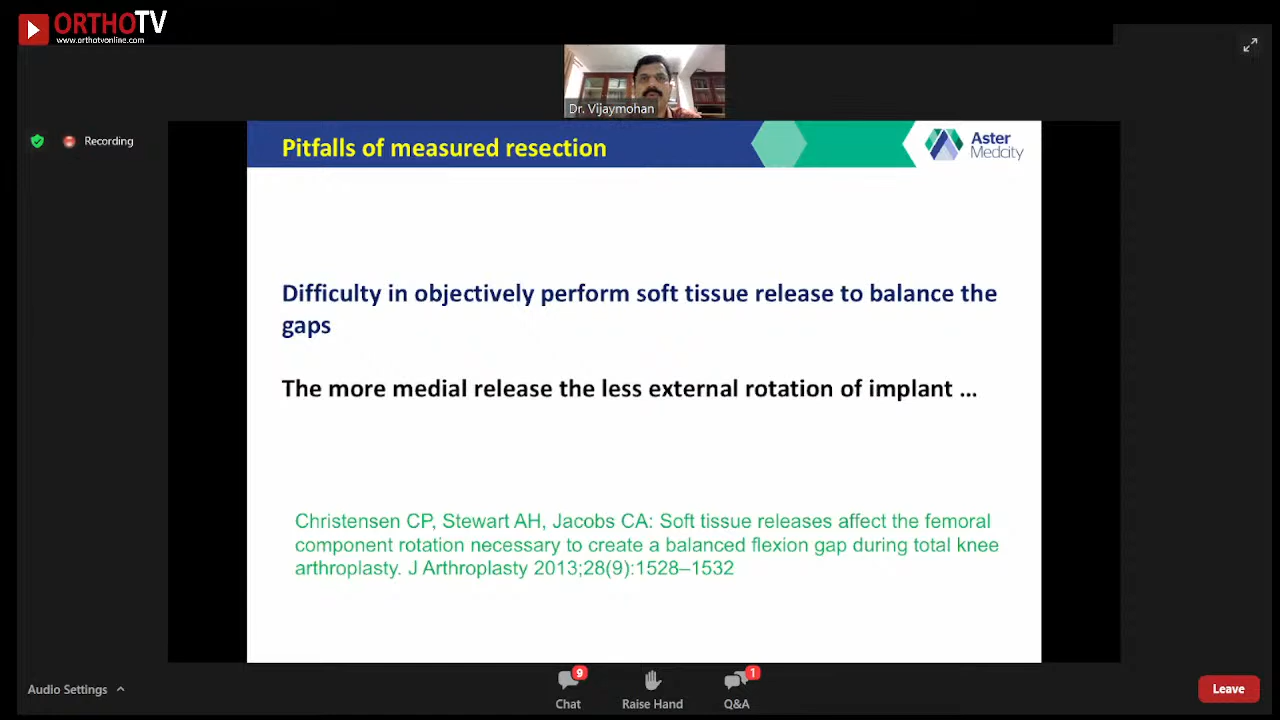 ORTHOTV
www.orthotvonline.com
Dr. Vijaymohan
Recording
Pitfalls of measured resection
Aster
Medcity
Difficulty in objectively perform soft tissue release to balance the
gaps
The more medial release the less external rotation of implant ...
Christensen CP, Stewart AH, Jacobs CA: Soft tissue releases affect the femoral
component rotation necessary to create a balanced flexion gap during total knee
arthroplasty. J Arthroplasty 2013;28(9):1528–1532
Audio Settings
9
Chat
Raise Hand
1
Q&A
Leave